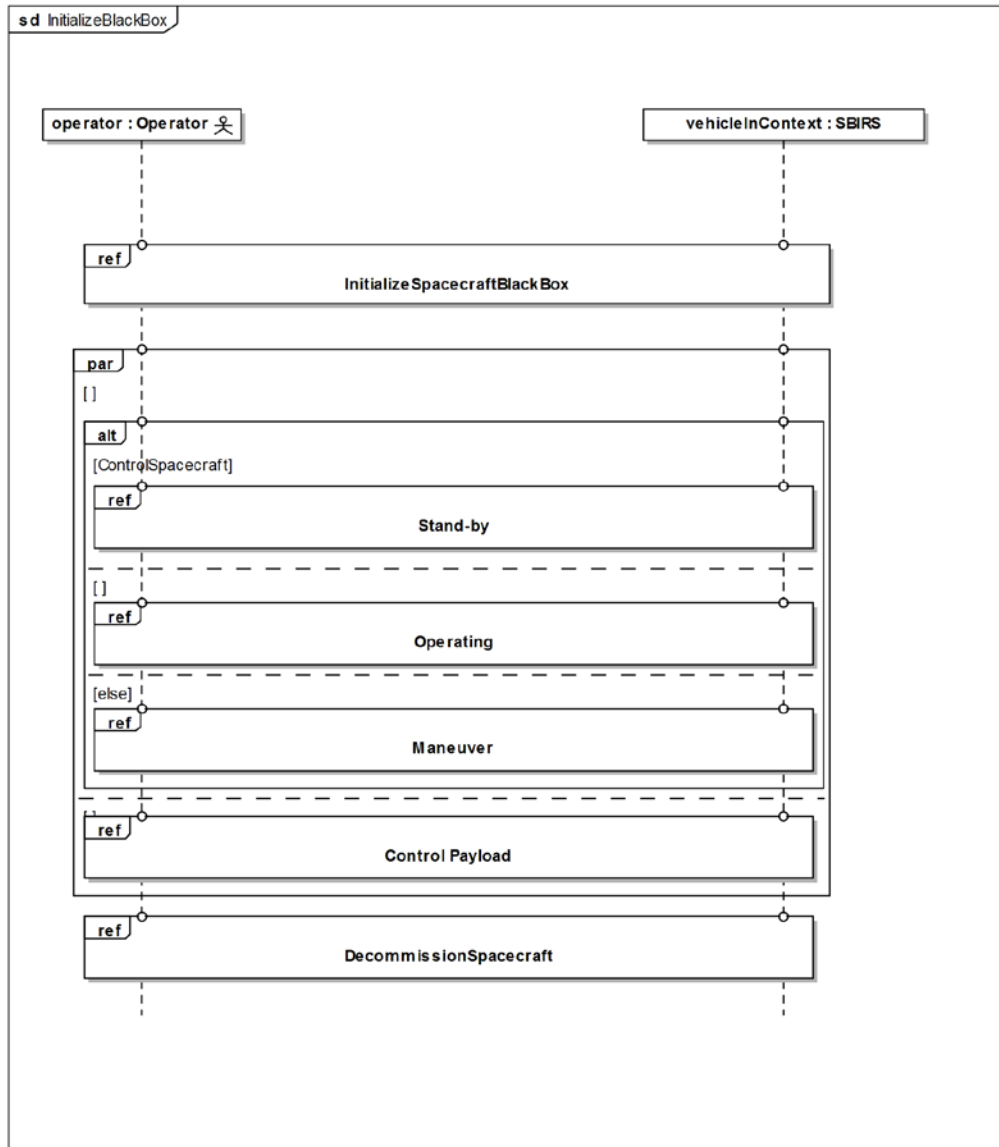 sd InitializeBlackBox
operator : Operator
vehicleInContext : SBIRS
ref
InitializeSpacecraftBlackBox
par
[ ]
alt
[ControlSpacecraft]
ref
Stand-by
[ ]
ref
Operating
[else]
ref
Maneuver
[ ]
ref
Control Payload
ref
DecommissionSpacecraft